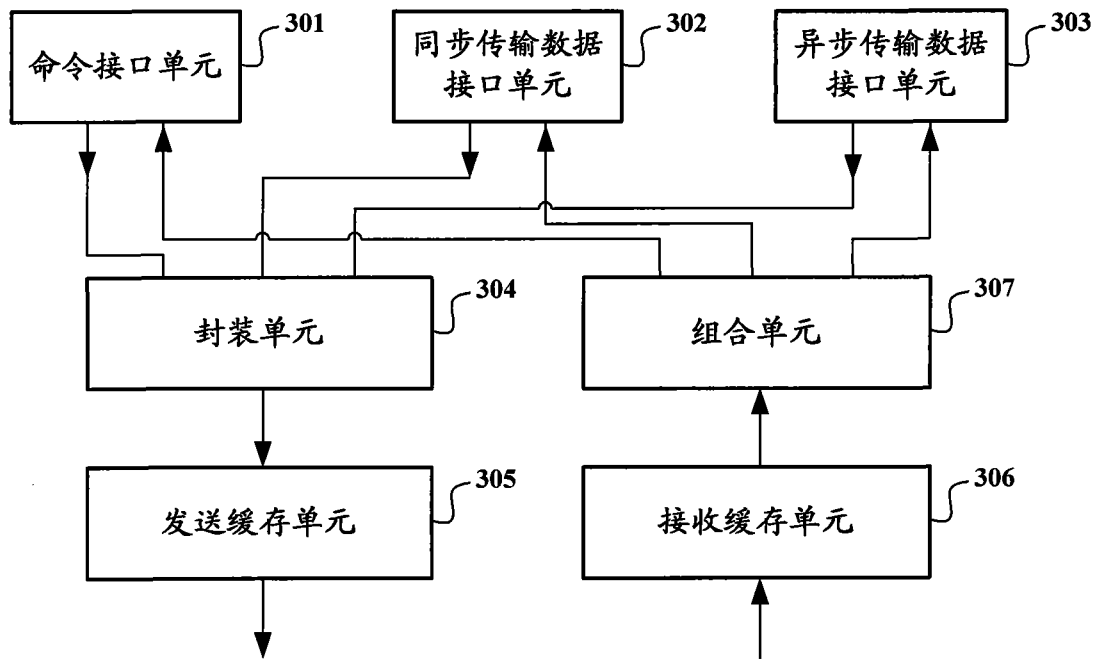 301
命令接口单元
302
同步传输数据
接口单元
303
异步传输数据
接口单元
304
封装单元
307
组合单元
305
发送缓存单元
306
接收缓存单元